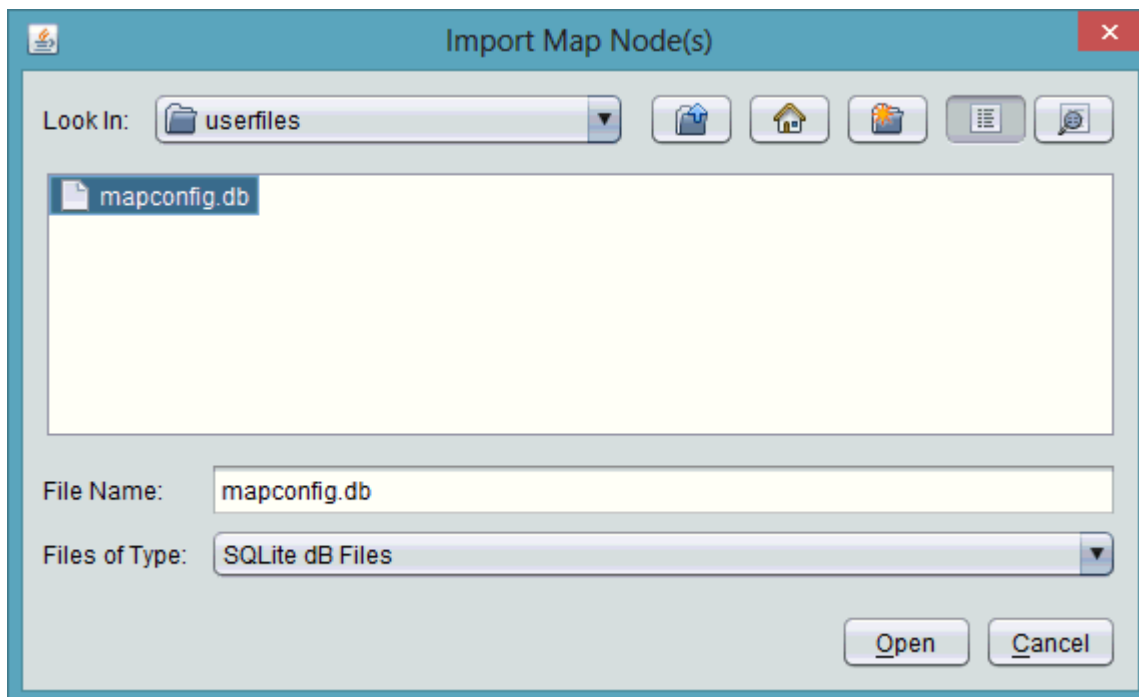 Import Map Node(s)
Look In: userfiles
mapconfig.db
File Name: mapconfig.db
Files of Type: SQLite dB Files
Open Cancel